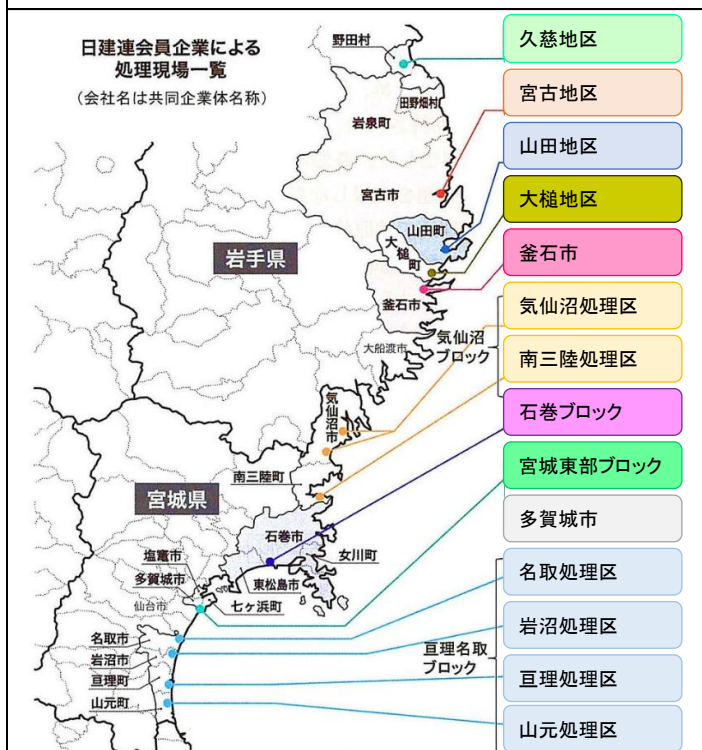 日建連会員企業による
処理現場一覧
（会社名は共同企業体名称）
野田村
田野畑村
岩泉町
宮古市
山田町
大槌町
岩手県
釜石市
大船渡市
気仙沼
ブロック
気仙沼市
南三陸町
宮城県
石巻市
女川町
塩竈市
多賀城市
東松島市
仙台市
七ヶ浜町
名取市
岩沼市
亘理町
山元町
亘理名取
ブロック
久慈地区
宮古地区
山田地区
大槌地区
釜石市
気仙沼処理区
南三陸処理区
石巻ブロック
宮城東部ブロック
多賀城市
名取処理区
岩沼処理区
亘理処理区
山元処理区